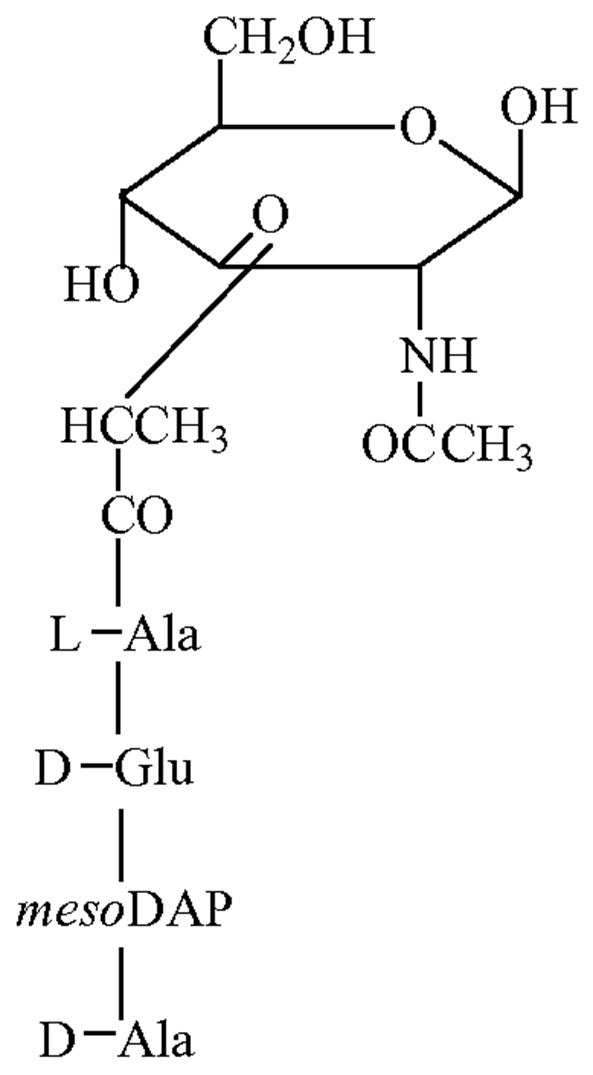 CH₂OH
O OH
O
HO
NH
HCCH₃ OCCH₃
CO
L–Ala
D–Glu
mesoDAP
D–Ala